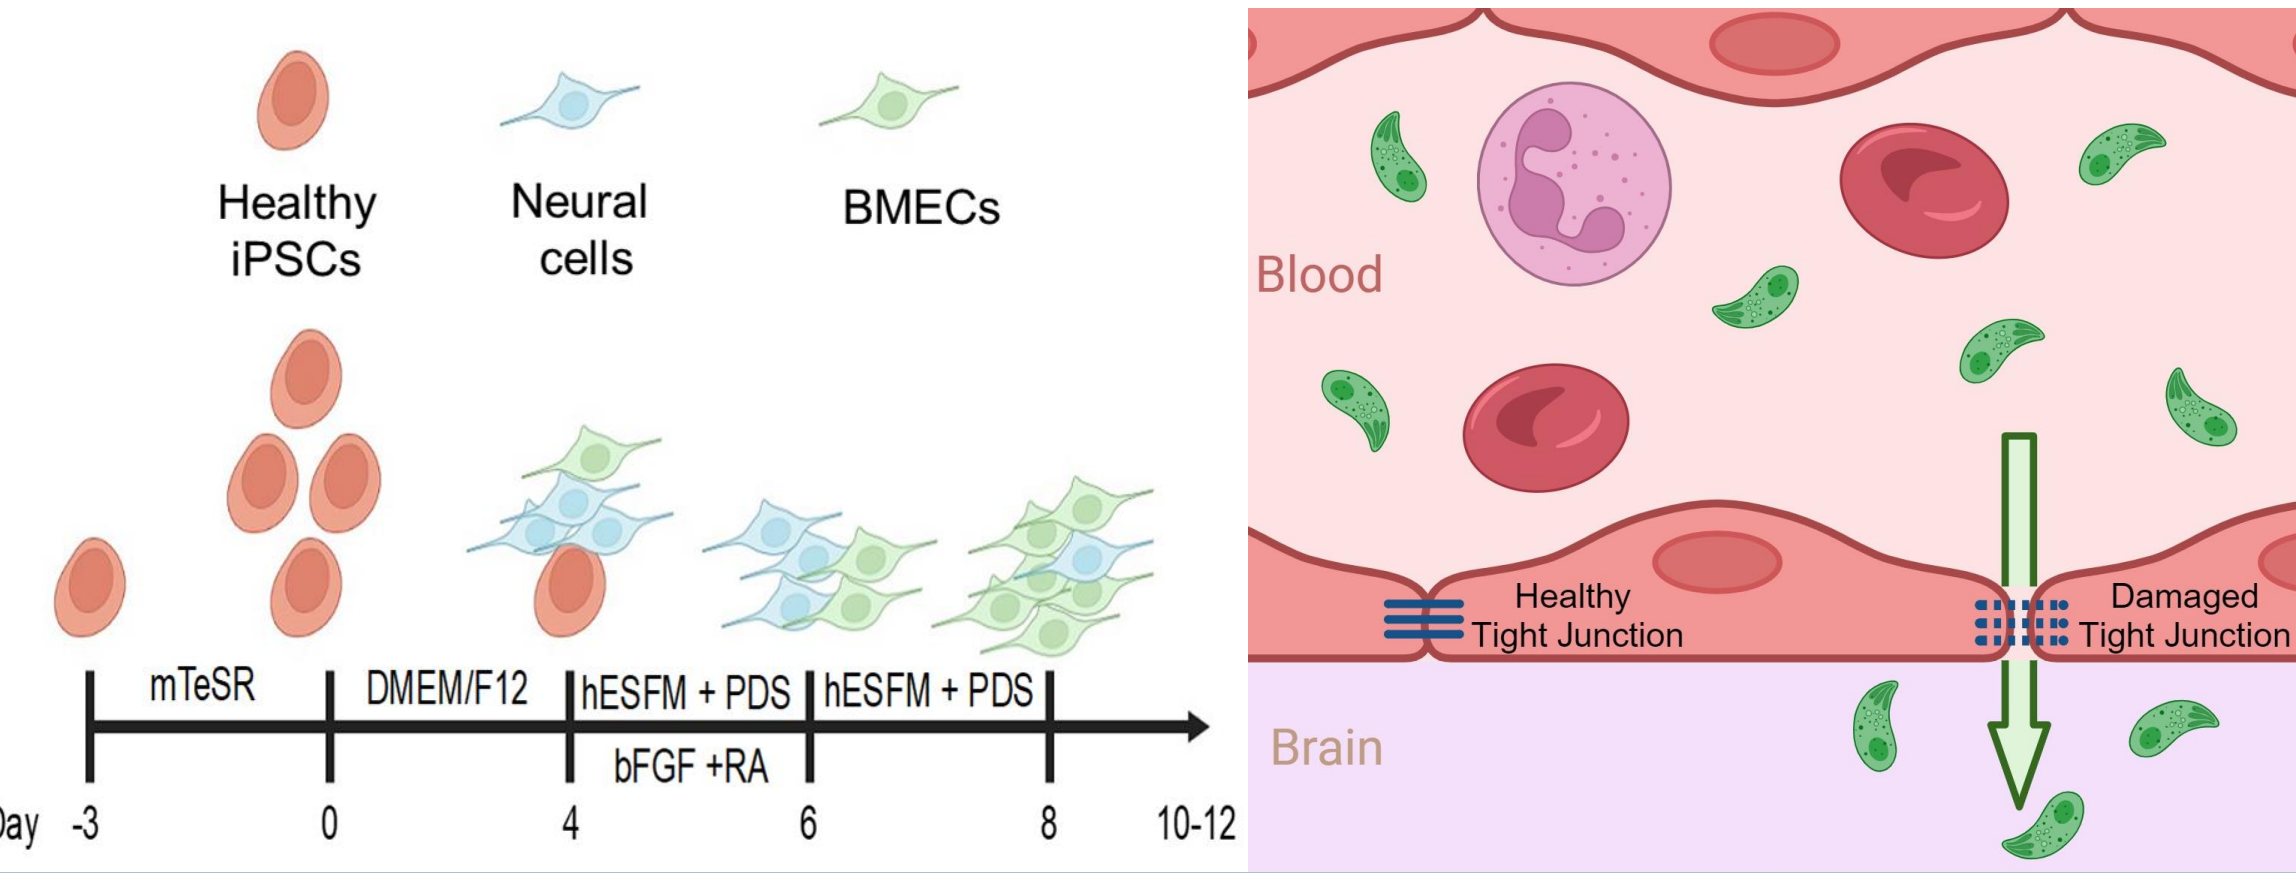 Healthy
iPSCs
Neural
cells
BMECs
mTeSR
DMEM/F12
hESFM + PDS
hESFM + PDS
bFGF +RA
-3
0
4
6
8
10-12
Blood
Healthy
Tight Junction
Damaged
Tight Junction
Brain